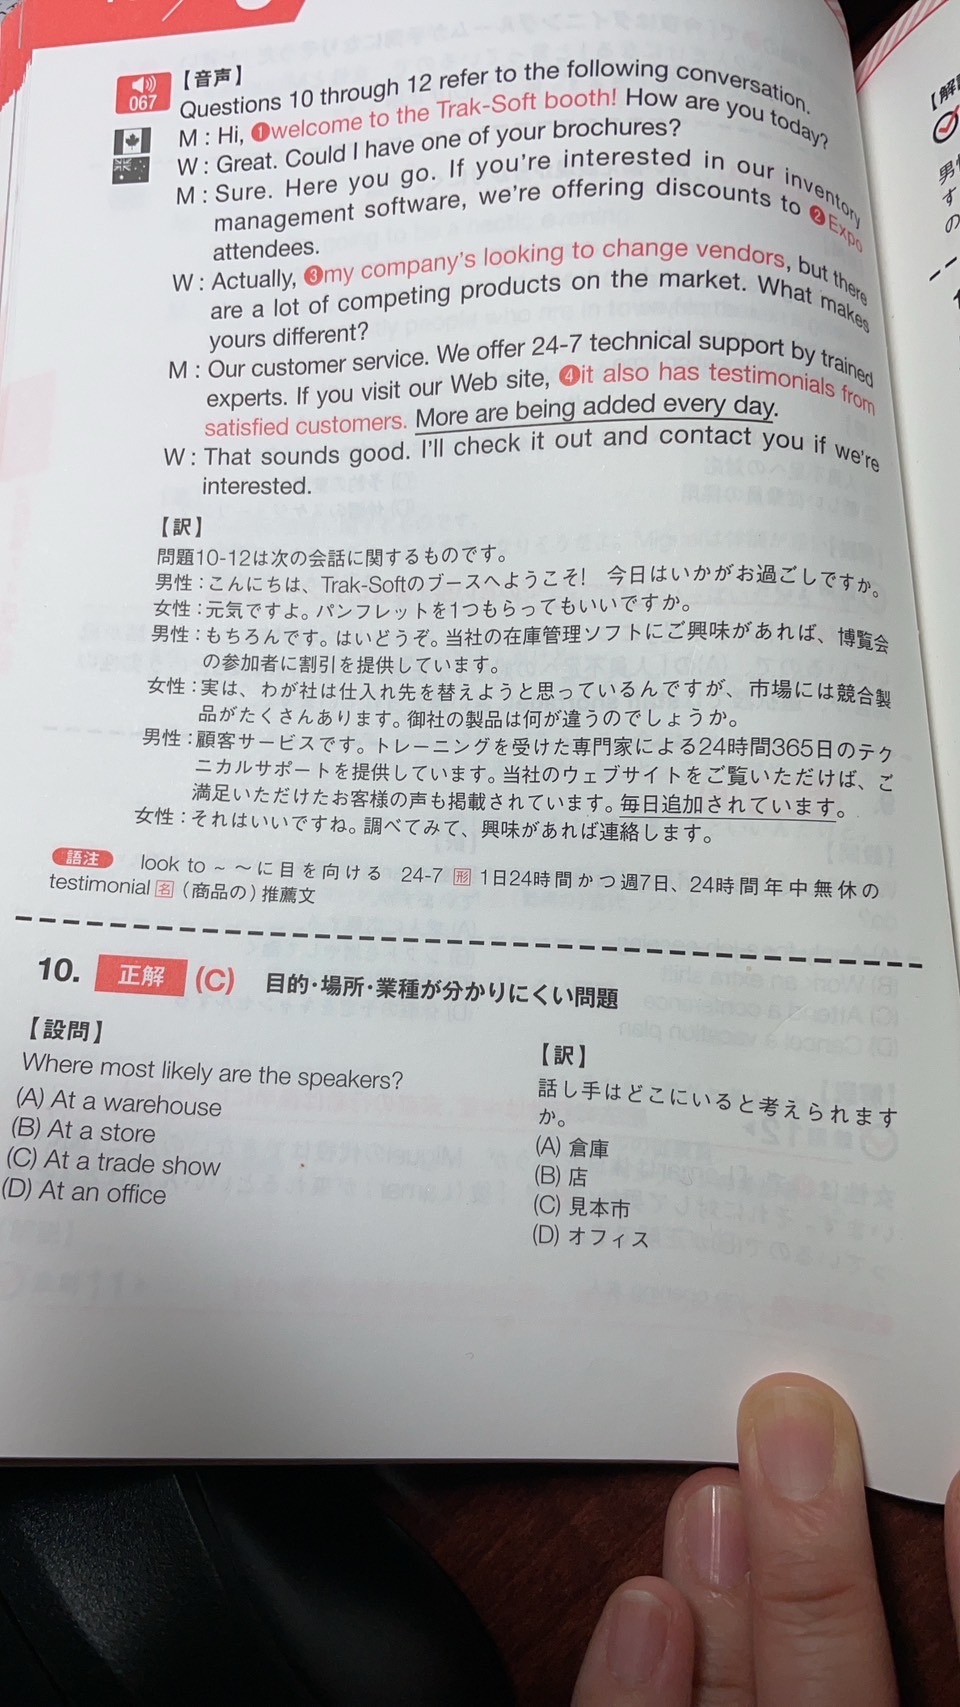 067
【音声】
Questions 10 through 12 refer to the following conversation.
M : Hi, ❶welcome to the Trak-Soft booth! How are you today?
W : Great. Could I have one of your brochures?
M : Sure. Here you go. If you're interested in our inventory
management software, we're offering discounts to ❷Expo
attendees.
W : Actually, ❸my company's looking to change vendors, but there
are a lot of competing products on the market. What makes
yours different?
M : Our customer service. We offer 24-7 technical support by trained
experts. If you visit our Web site, ❹it also has testimonials from
satisfied customers. More are being added every day.
W : That sounds good. I'll check it out and contact you if we're
interested.
【訳】
問題10-12は次の会話に関するものです。
男性：こんにちは、Trak-Softのブースへようこそ! 今日はいかがお過ごしですか。
女性：元気ですよ。パンフレットを1つもらってもいいですか。
男性：もちろんです。はいどうぞ。当社の在庫管理ソフトにご興味があれば、博覧会
の参加者に割引を提供しています。
女性：実は、わが社は仕入れ先を替えようと思っているんですが、市場には競合製
品がたくさんあります。御社の製品は何が違うのでしょうか。
男性：顧客サービスです。トレーニングを受けた専門家による24時間365日のテク
ニカルサポートを提供しています。当社のウェブサイトをご覧いただけば、ご
満足いただけたお客様の声も掲載されています。毎日追加されています。
女性：それはいいですね。調べてみて、興味があれば連絡します。
語注 look to ~ ~に目を向ける 24-7 形 1日24時間かつ週7日、24時間年中無休の
testimonial 名（商品の）推薦文
10. 正解 (C) 目的・場所・業種が分かりにくい問題
【設問】
Where most likely are the speakers?
(A) At a warehouse
(B) At a store
(C) At a trade show
(D) At an office
【訳】
話し手はどこにいると考えられます
か。
(A) 倉庫
(B) 店
(C) 見本市
(D) オフィス